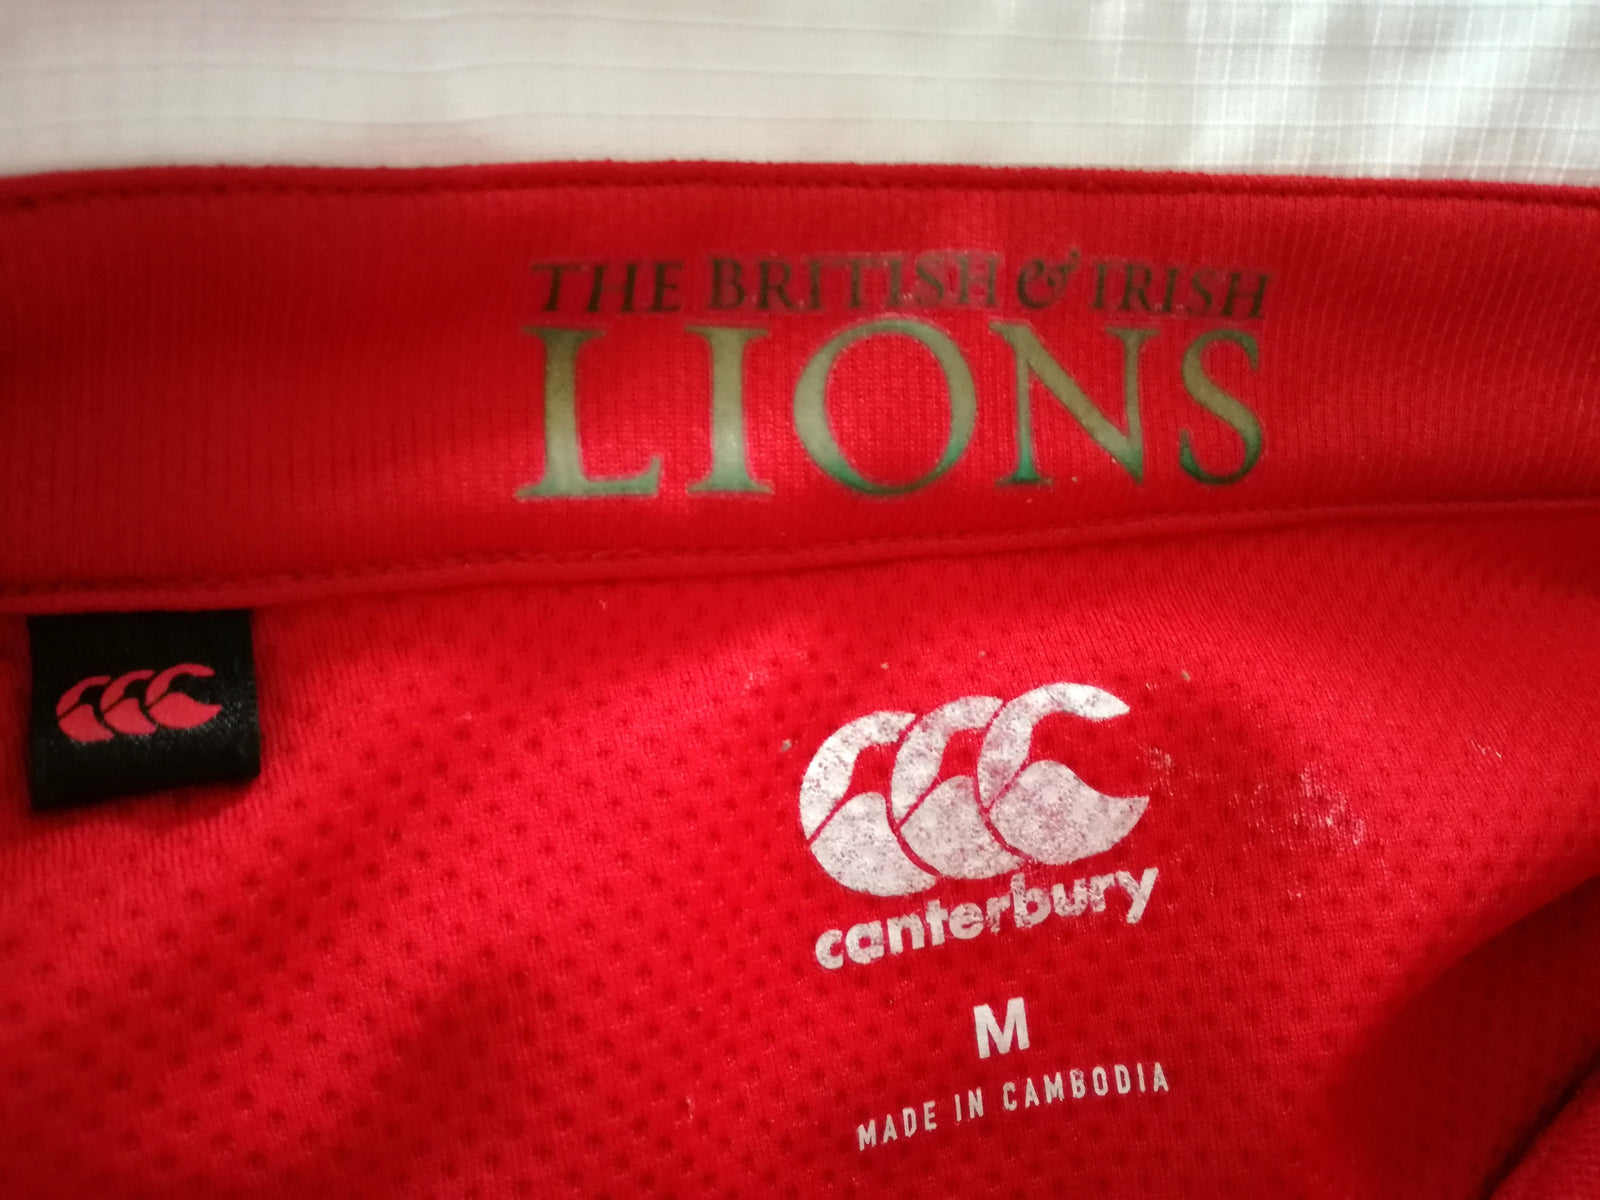 THE BRITISH & IRISH
LIONS
canterbury
M
MADE IN CAMBODIA